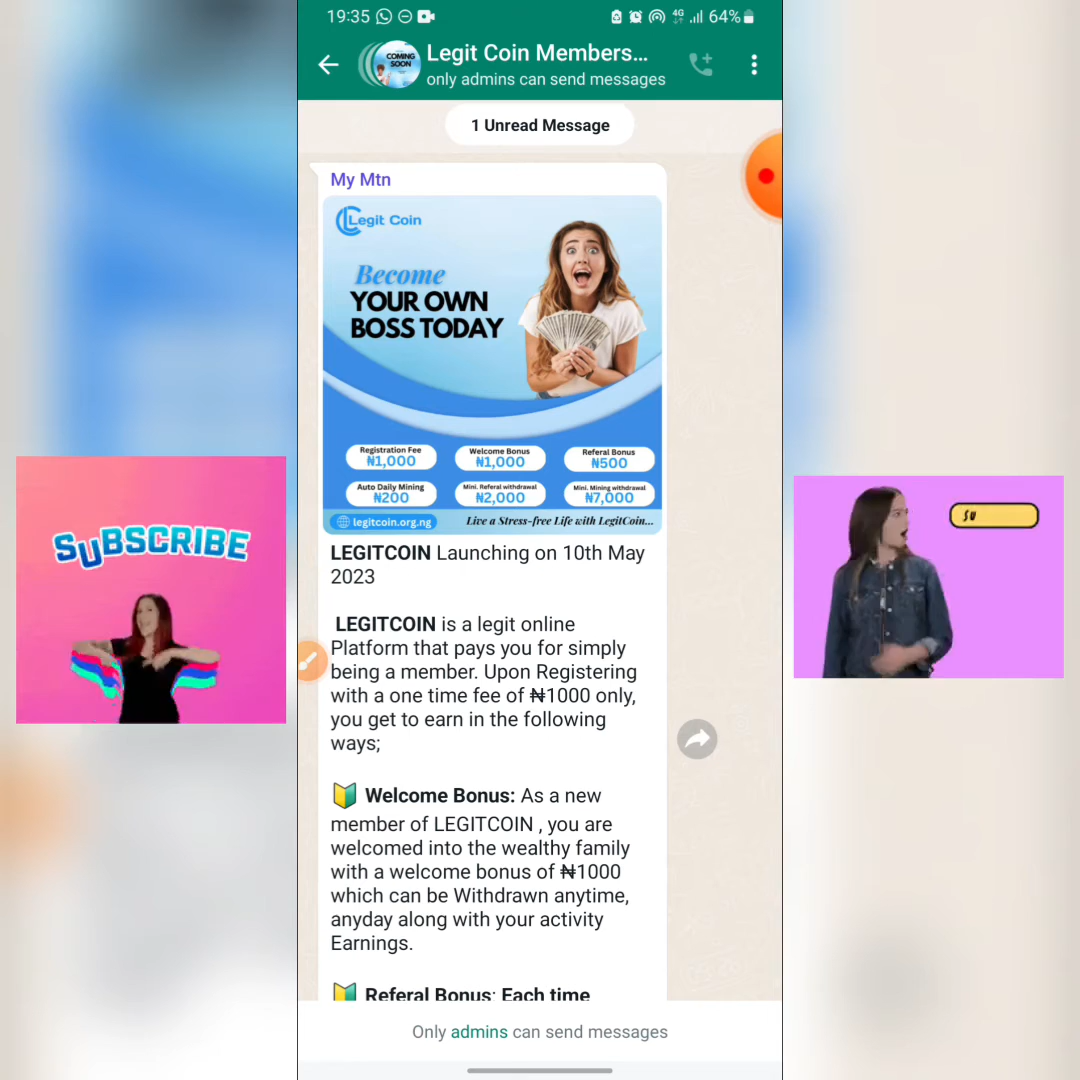 19:35
4G
64%
COMING
SOON
Legit Coin Members...
only admins can send messages
1 Unread Message
My Mtn
Legit Coin
Become
YOUR OWN
BOSS TODAY
Registration Fee
₦1,000
Welcome Bonus
₦1,000
Referal Bonus
₦500
Auto Daily Mining
₦200
Mini. Referal withdrawal
₦2,000
Mini. Mining withdrawal
₦7,000
legitcoin.org.ng
Live a Stress-free Life with LegitCoin...
LEGITCOIN Launching on 10th May
2023
LEGITCOIN is a legit online
Platform that pays you for simply
being a member. Upon Registering
with a one time fee of ₦1000 only,
you get to earn in the following
ways;
Welcome Bonus: As a new
member of LEGITCOIN , you are
welcomed into the wealthy family
with a welcome bonus of ₦1000
which can be Withdrawn anytime,
anyday along with your activity
Earnings.
Referal Bonus: Each time
Only admins can send messages
SUBSCRIBE
SU